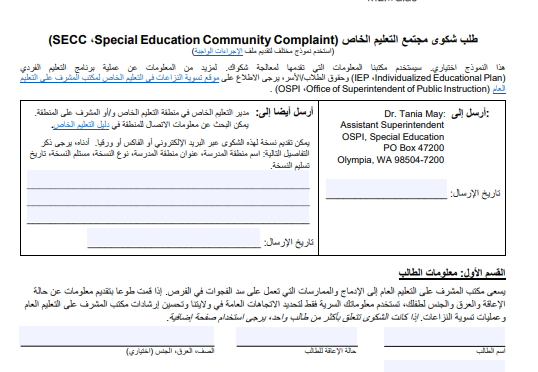 طلب شكوى مجتمع التعليم الخاص (Special Education Community Complaint، SECC)
(استخدم نموذج مختلف لتقديم ملف الإجراءات الواجبة)
هذا النموذج اختياري. سيستخدم مكتبنا المعلومات التي تقدمها لمعالجة شكواك. لمزيد من المعلومات عن عملية برنامج التعليم الفردي
(Individualized Educational Plan، IEP) وحقوق الطلاب/الأسر، يرجى الاطلاع على موقع تسوية النزاعات في التعليم الخاص لمكتب المشرف على التعليم
العام (Office of Superintendent of Public Instruction، OSPI).
أرسل إلى: Dr. Tania May
Assistant Superintendent
OSPI, Special Education
PO Box 47200
Olympia, WA 98504-7200
تاريخ الإرسال:
أرسل أيضا إلى: مدير التعليم الخاص في منطقة التعليم الخاص و/أو المشرف على المنطقة.
يمكن البحث عن معلومات الاتصال للمنطقة في دليل التعليم الخاص.
يمكن تقديم نسخة لهذة الشكوى عبر البريد الإلكتروني أو الفاكس أو ورقيا. أدناه، يرجى ذكر
التفاصيل التالية: اسم منطقة المدرسة، عنوان منطقة المدرسة، نوع النسخة، مستلم النسخة، تاريخ
تسليم النسخة.
تاريخ الإرسال:
القسم الأول: معلومات الطالب
يسعى مكتب المشرف على التعليم العام إلى الإدماج والممارسات التي تعمل على سد الفجوات في الفرص. إذا قمت طوعا بتقديم معلومات عن حالة
الإعاقة والعرق والجنس لطفلك، نستخدم معلوماتك السرية فقط لتحديد الاتجاهات العامة في ولايتنا وتحسين إرشادات مكتب المشرف على التعليم العام
وعمليات تسوية النزاعات. إذا كانت الشكوى تتعلق بأكثر من طالب واحد، يرجى استخدام صفحة إضافية.
اسم الطالب
حالة الإعاقة للطالب
الصف، العرق، الجنس (اختياري)